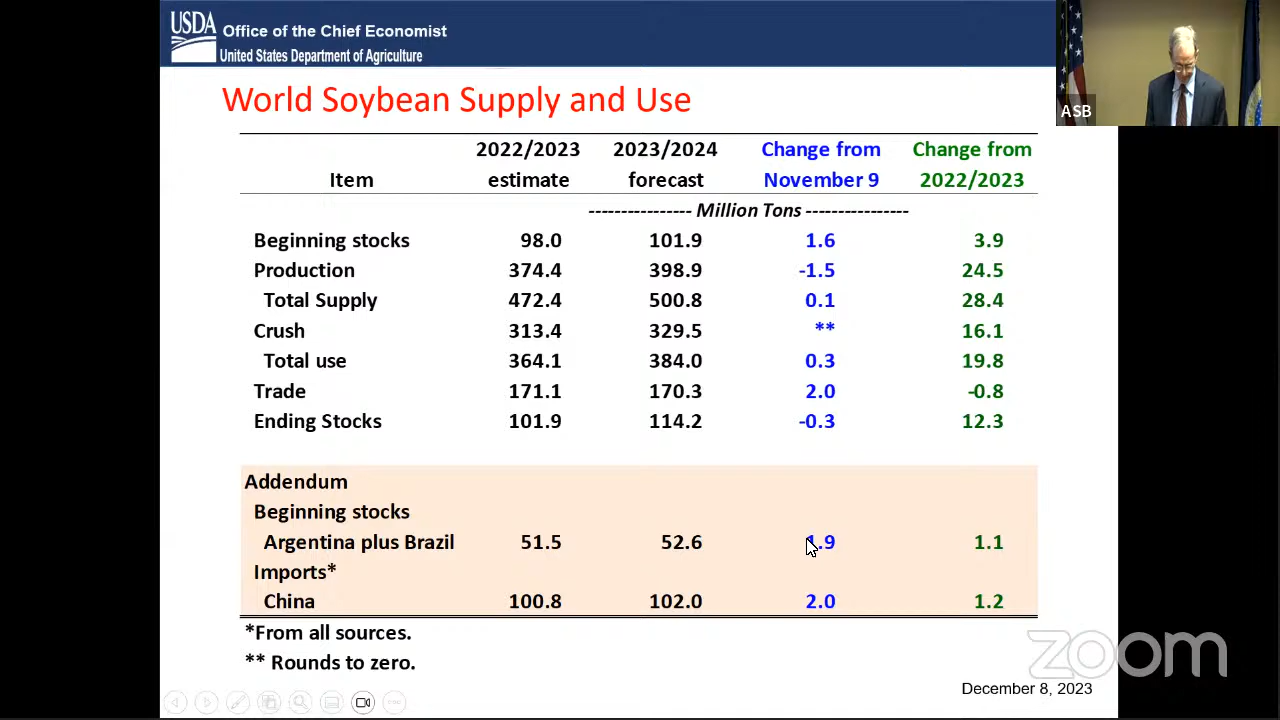 USDA Office of the Chief Economist
United States Department of Agriculture
ASB
World Soybean Supply and Use
Item 2022/2023 estimate 2023/2024 forecast Change from November 9 Change from 2022/2023
---------------- Million Tons ----------------
Beginning stocks 98.0 101.9 1.6 3.9
Production 374.4 398.9 -1.5 24.5
Total Supply 472.4 500.8 0.1 28.4
Crush 313.4 329.5 ** 16.1
Total use 364.1 384.0 0.3 19.8
Trade 171.1 170.3 2.0 -0.8
Ending Stocks 101.9 114.2 -0.3 12.3
Addendum
Beginning stocks
Argentina plus Brazil 51.5 52.6 1.9 1.1
Imports*
China 100.8 102.0 2.0 1.2
*From all sources.
** Rounds to zero.
zoom
December 8, 2023